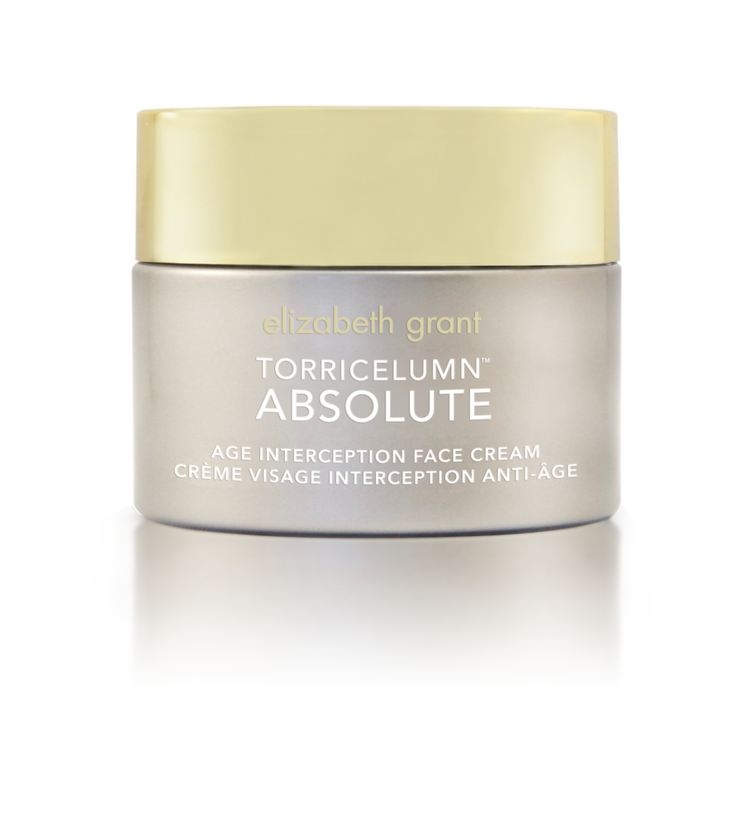 elizabeth grant
TORRICELUMN™
ABSOLUTE
AGE INTERCEPTION FACE CREAM
CRÈME VISAGE INTERCEPTION ANTI-ÂGE